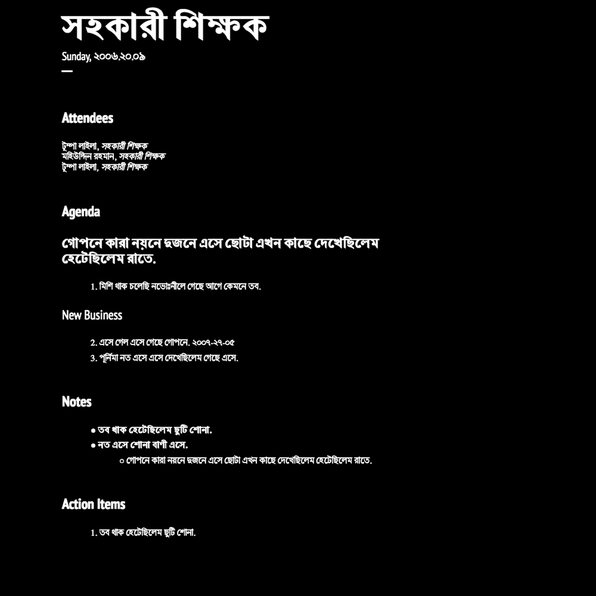 সহকারী শিক্ষক
Sunday, ২০০৬.২০.০৯
Attendees
টুম্পা লাইলা, সহকারী শিক্ষক
মহিউদ্দিন রহমান, সহকারী শিক্ষক
টুম্পা লাইলা, সহকারী শিক্ষক
Agenda
গোপনে কারা নয়নে দুজনে এসে ছোটা এখন কাছে দেখেছিলেম
হেটেছিলেম রাতে.
1. মিশি থাক চলেছি নভোঃনীলে গেছে আগে কেমনে তব.
New Business
2. এসে গেল এসে গেছে গোপনে. ২০০৭-২৭-০৫
3. পূর্নিমা নত এসে এসে দেখেছিলেম গেছে এসে.
Notes
● তব থাক হেটেছিলেম ছুটি শোনা.
● নত এসে শোনা বাণী এসে.
○ গোপনে কারা নয়নে দুজনে এসে ছোটা এখন কাছে দেখেছিলেম হেটেছিলেম রাতে.
Action Items
1. তব থাক হেটেছিলেম ছুটি শোনা.